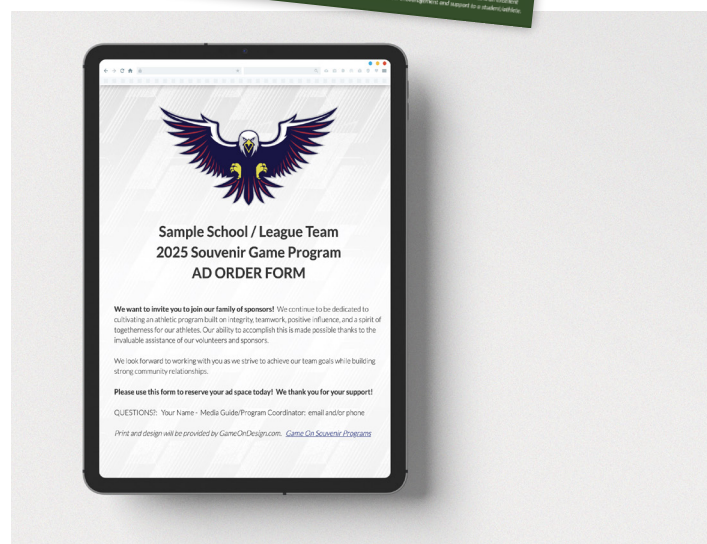 management and support to a student/athlete.
Sample School / League Team
2025 Souvenir Game Program
AD ORDER FORM
We want to invite you to join our family of sponsors! We continue to be dedicated to
cultivating an athletic program built on integrity, teamwork, positive influence, and a spirit of
togetherness for our athletes. Our ability to accomplish this is made possible thanks to the
invaluable assistance of our volunteers and sponsors.
We look forward to working with you as we strive to achieve our team goals while building
strong community relationships.
Please use this form to reserve your ad space today! We thank you for your support!
QUESTIONS?: Your Name - Media Guide/Program Coordinator: email and/or phone
Print and design will be provided by GameOnDesign.com. Game On Souvenir Programs